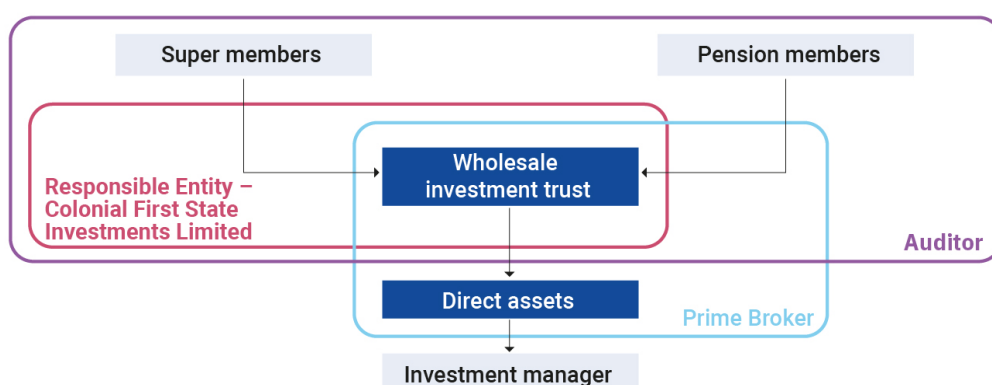 Super members
Pension members
Wholesale
investment trust
Responsible Entity –
Colonial First State
Investments Limited
Auditor
Direct assets
Prime Broker
Investment manager